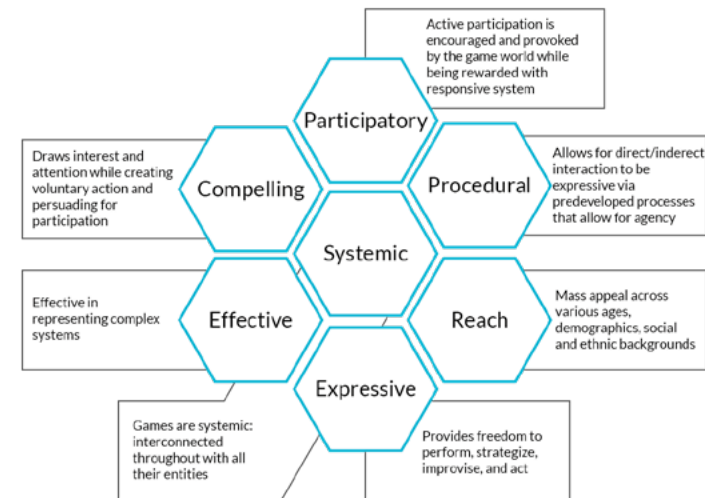 Active participation is
encouraged and provoked
by the game world while
being rewarded with
responsive system
Participatory
Draws interest and
attention while creating
voluntary action and
persuading for
participation
Compelling
Procedural
Allows for direct/inderect
interaction to be
expressive via
predeveloped processes
that allow for agency
Systemic
Effective in
representing complex
systems
Effective
Reach
Mass appeal across
various ages,
demographics, social
and ethnic backgrounds
Expressive
Games are systemic:
interconnected
throughout with all
their entities
Provides freedom to
perform, strategize,
improvise, and act